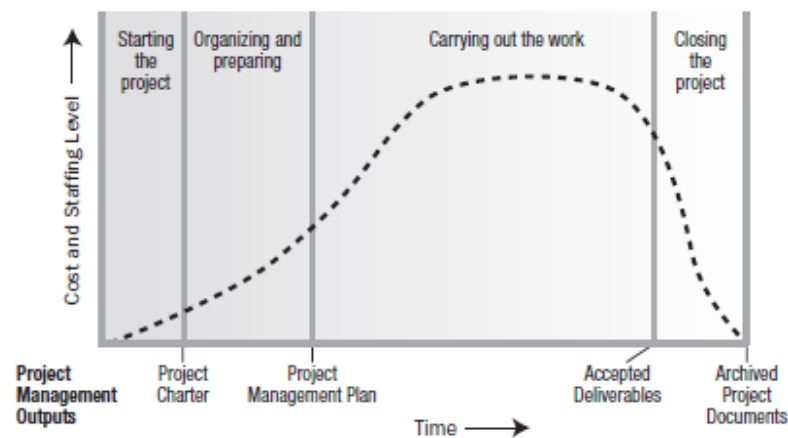 Starting
the
project
Organizing and
preparing
Carrying out the work
Closing
the
project
Cost and Staffing Level
Project
Management
Outputs
Project
Charter
Project
Management Plan
Accepted
Deliverables
Archived
Project
Documents
Time